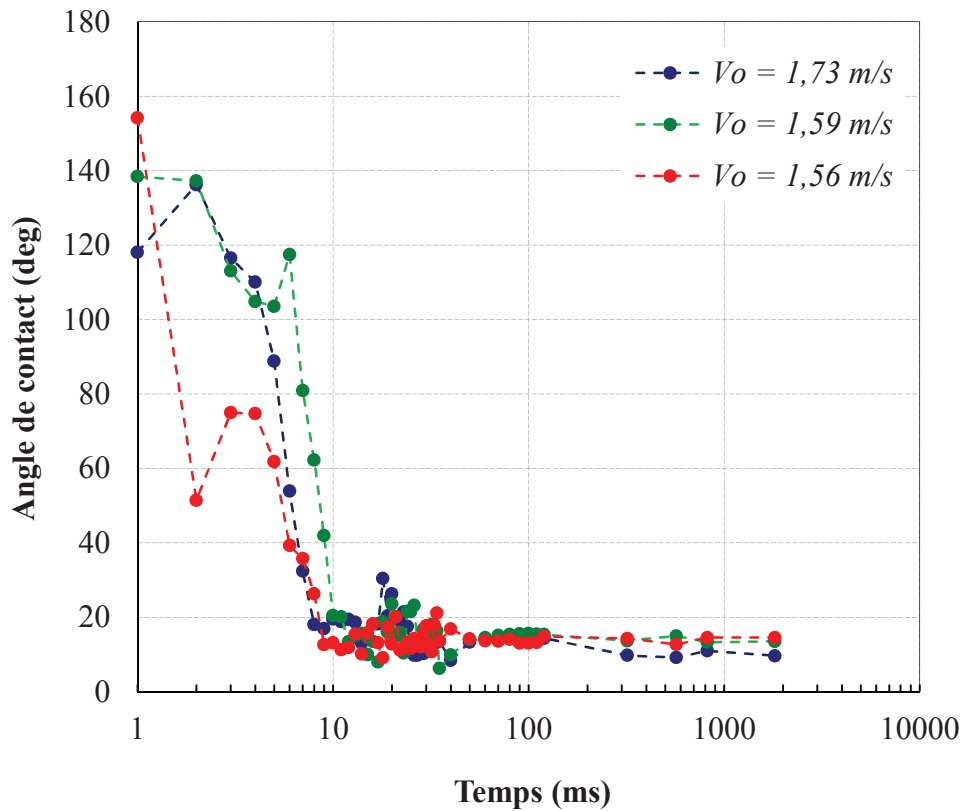 180
160
140
120
100
80
60
40
20
0
Angle de contact (deg)
Vo = 1,73 m/s
Vo = 1,59 m/s
Vo = 1,56 m/s
1 10 100 1000 10000
Temps (ms)